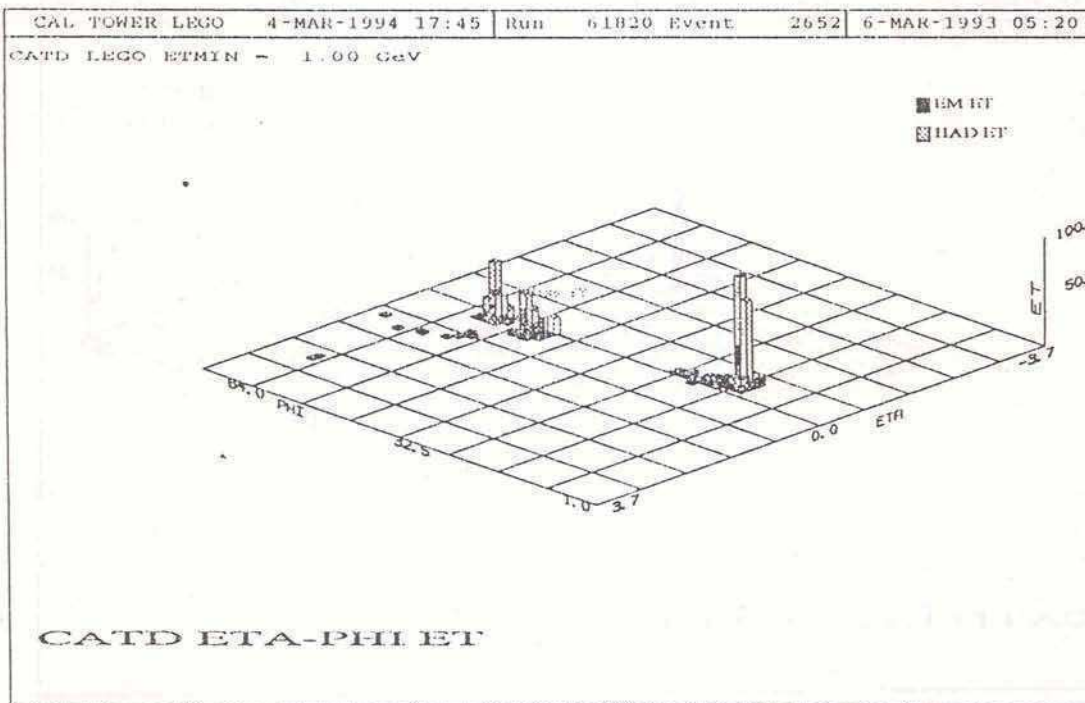 CAL TOWER LEGO 4-MAR-1994 17:45 Run 61820 Event 2652 6-MAR-1993 05:20
CATD LEGO ETMIN = 1.00 GeV
EM ET
HAD ET
100.
50.
ET
-3.7
ETA
0.0
3.7
64.0 PHI
32.5
1.0
CATD ETA-PHI ET